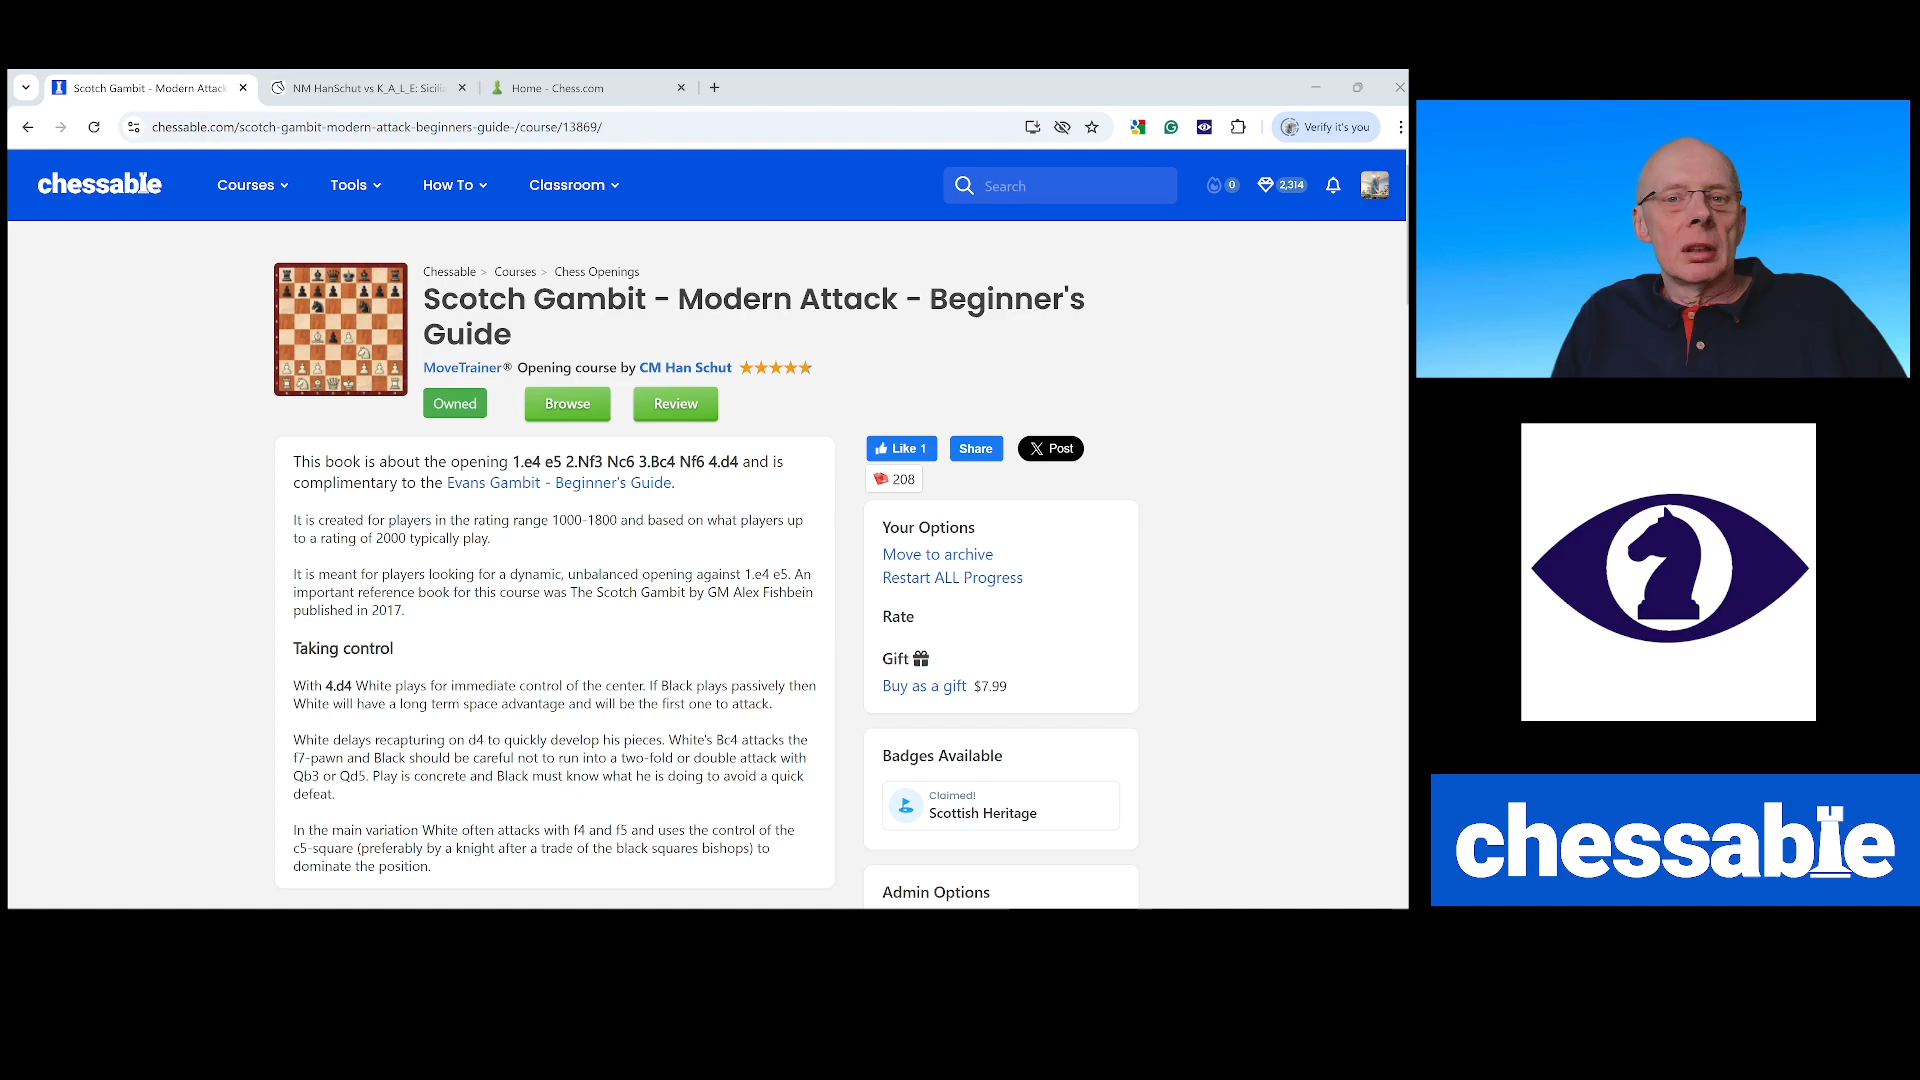 Scotch Gambit - Modern Attack
NM HanSchut vs K_A_L_E: Sicilia
Home - Chess.com
chessable.com/scotch-gambit-modern-attack-beginners-guide-/course/13869/
Verify it's you
chessable
Courses
Tools
How To
Classroom
Search
0
2,314
Chessable > Courses > Chess Openings
Scotch Gambit - Modern Attack - Beginner's
Guide
MoveTrainer® Opening course by CM Han Schut
Owned
Browse
Review
This book is about the opening 1.e4 e5 2.Nf3 Nc6 3.Bc4 Nf6 4.d4 and is
complimentary to the Evans Gambit - Beginner's Guide.
It is created for players in the rating range 1000-1800 and based on what players up
to a rating of 2000 typically play.
It is meant for players looking for a dynamic, unbalanced opening against 1.e4 e5. An
important reference book for this course was The Scotch Gambit by GM Alex Fishbein
published in 2017.
Taking control
With 4.d4 White plays for immediate control of the center. If Black plays passively then
White will have a long term space advantage and will be the first one to attack.
White delays recapturing on d4 to quickly develop his pieces. White's Bc4 attacks the
f7-pawn and Black should be careful not to run into a two-fold or double attack with
Qb3 or Qd5. Play is concrete and Black must know what he is doing to avoid a quick
defeat.
In the main variation White often attacks with f4 and f5 and uses the control of the
c5-square (preferably by a knight after a trade of the black squares bishops) to
dominate the position.
Like 1
Share
Post
208
Your Options
Move to archive
Restart ALL Progress
Rate
Gift
Buy as a gift $7.99
Badges Available
Claimed!
Scottish Heritage
Admin Options
chessable